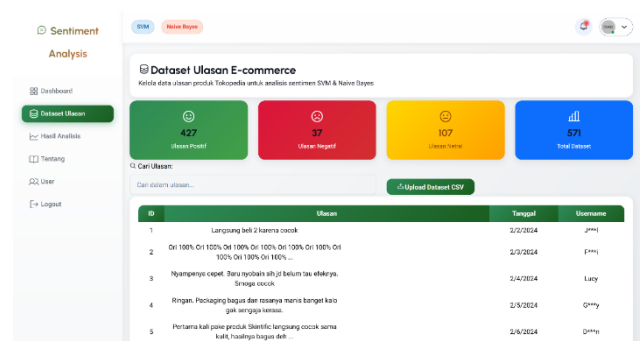 Sentiment
Analysis
SVM
Naive Bayes
Dashboard
Dataset Ulasan
Hasil Analisis
Tentang
User
Logout
Dataset Ulasan E-commerce
Kelola data ulasan produk Tokopedia untuk analisis sentimen SVM & Naive Bayes
427
Ulasan Positif
37
Ulasan Negatif
107
Ulasan Netral
571
Total Dataset
Cari Ulasan:
Cari dalam ulasan...
Upload Dataset CSV
ID Ulasan Tanggal Username
1 Langsung beli 2 karena cocok 2/2/2024 J***i
2 Ori 100% Ori 100% Ori 100% Ori 100% Ori 100% Ori 100% Ori 2/3/2024 F***i
100% Ori 100% Ori 100% ...
3 Nyampenya cepet. Baru nyobain sih jd belum tau efeknya. 2/4/2024 Lucy
Smoga cocok
4 Ringan. Packaging bagus dan rasanya manis banget kalo 2/5/2024 G***y
gak sengaja kerasa.
5 Pertama kali pake produk Skintific langsung cocok sama 2/6/2024 D***n
kulit, hasilnya bagus deh ...